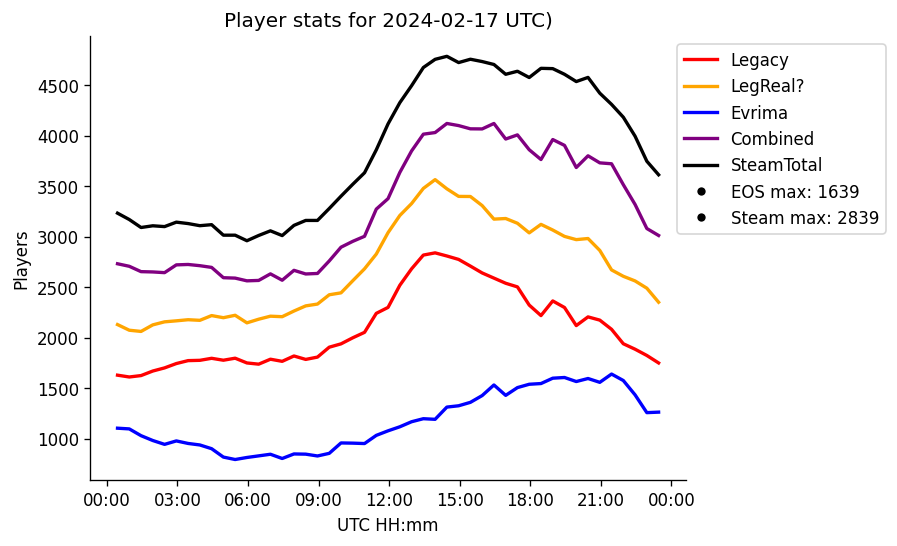 Player stats for 2024-02-17 UTC)
Legacy
LegReal?
Evrima
Combined
SteamTotal
EOS max: 1639
Steam max: 2839
Players
4500
4000
3500
3000
2500
2000
1500
1000
00:00 03:00 06:00 09:00 12:00 15:00 18:00 21:00 00:00
UTC HH:mm